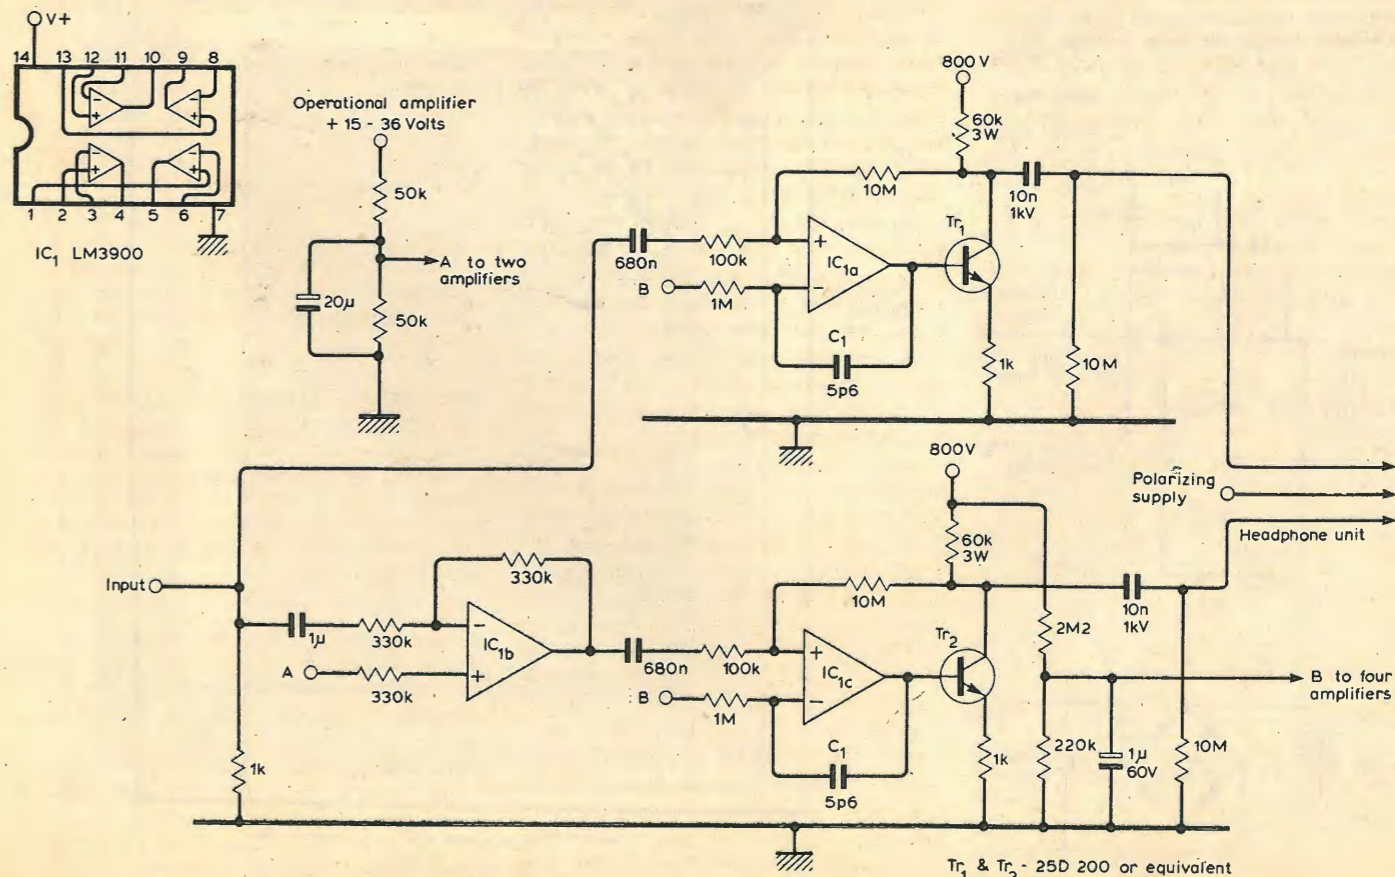 V+
14 13 12 11 10 9 8
1 2 3 4 5 6 7
IC1 LM3900
Operational amplifier
+ 15 - 36 Volts
50k
A to two
amplifiers
20µ
50k
800 V
60k
3W
10M
10n
1kV
680n
100k
+
IC1a
Tr1
B
1M
-
C1
5p6
1k
10M
800V
Polarizing
supply
Headphone unit
60k
3W
330k
10M
10n
1kV
Input
1µ
330k
-
IC1b
2M2
A
330k
+
680n
100k
+
IC1c
Tr2
B
1M
-
B to four
amplifiers
C1
5p6
1k
1k
220k
1µ
60V
10M
Tr1 & Tr2 - 25D 200 or equivalent